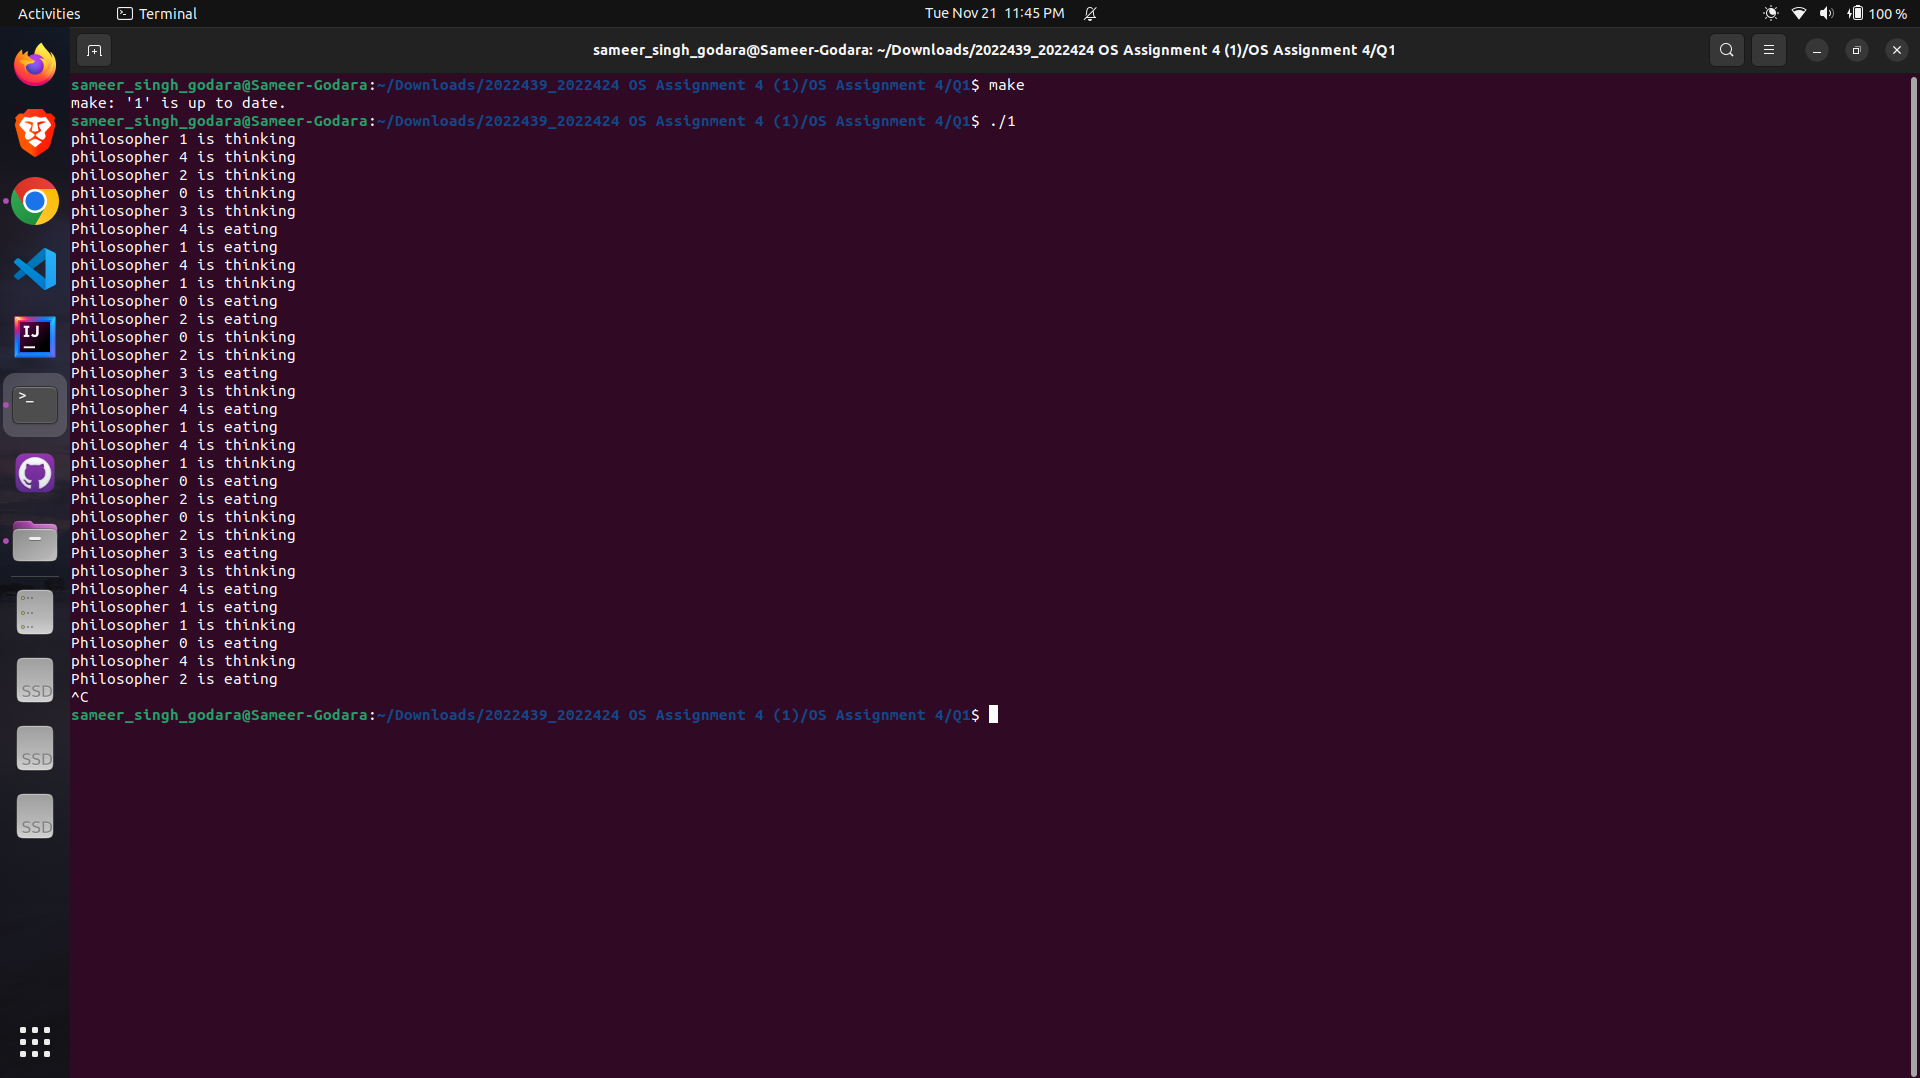 Activities
Terminal
Tue Nov 21  11:45 PM
100 %
sameer_singh_godara@Sameer-Godara: ~/Downloads/2022439_2022424 OS Assignment 4 (1)/OS Assignment 4/Q1
sameer_singh_godara@Sameer-Godara:~/Downloads/2022439_2022424 OS Assignment 4 (1)/OS Assignment 4/Q1$ make
make: '1' is up to date.
sameer_singh_godara@Sameer-Godara:~/Downloads/2022439_2022424 OS Assignment 4 (1)/OS Assignment 4/Q1$ ./1
philosopher 1 is thinking
philosopher 4 is thinking
philosopher 2 is thinking
philosopher 0 is thinking
philosopher 3 is thinking
Philosopher 4 is eating
Philosopher 1 is eating
philosopher 4 is thinking
philosopher 1 is thinking
Philosopher 0 is eating
Philosopher 2 is eating
philosopher 0 is thinking
philosopher 2 is thinking
Philosopher 3 is eating
philosopher 3 is thinking
Philosopher 4 is eating
Philosopher 1 is eating
philosopher 4 is thinking
philosopher 1 is thinking
Philosopher 0 is eating
Philosopher 2 is eating
philosopher 0 is thinking
philosopher 2 is thinking
Philosopher 3 is eating
philosopher 3 is thinking
Philosopher 4 is eating
Philosopher 1 is eating
philosopher 1 is thinking
Philosopher 0 is eating
philosopher 4 is thinking
Philosopher 2 is eating
^C
sameer_singh_godara@Sameer-Godara:~/Downloads/2022439_2022424 OS Assignment 4 (1)/OS Assignment 4/Q1$
IJ
>_
SSD
SSD
SSD